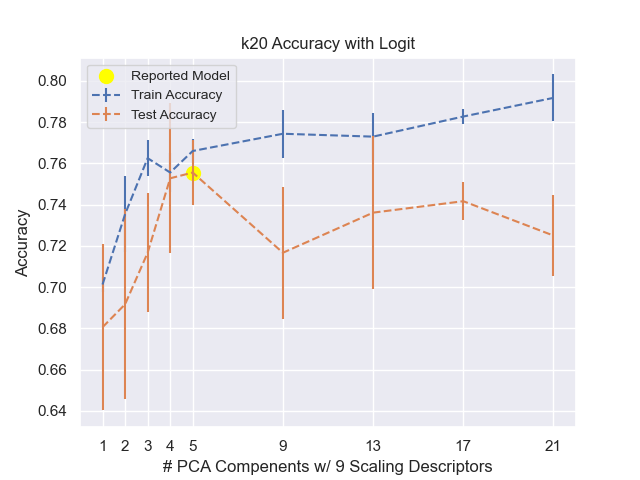 k20 Accuracy with Logit
Reported Model
Train Accuracy
Test Accuracy
0.80
0.78
0.76
0.74
0.72
0.70
0.68
0.66
0.64
Accuracy
1 2 3 4 5 9 13 17 21
# PCA Compenents w/ 9 Scaling Descriptors